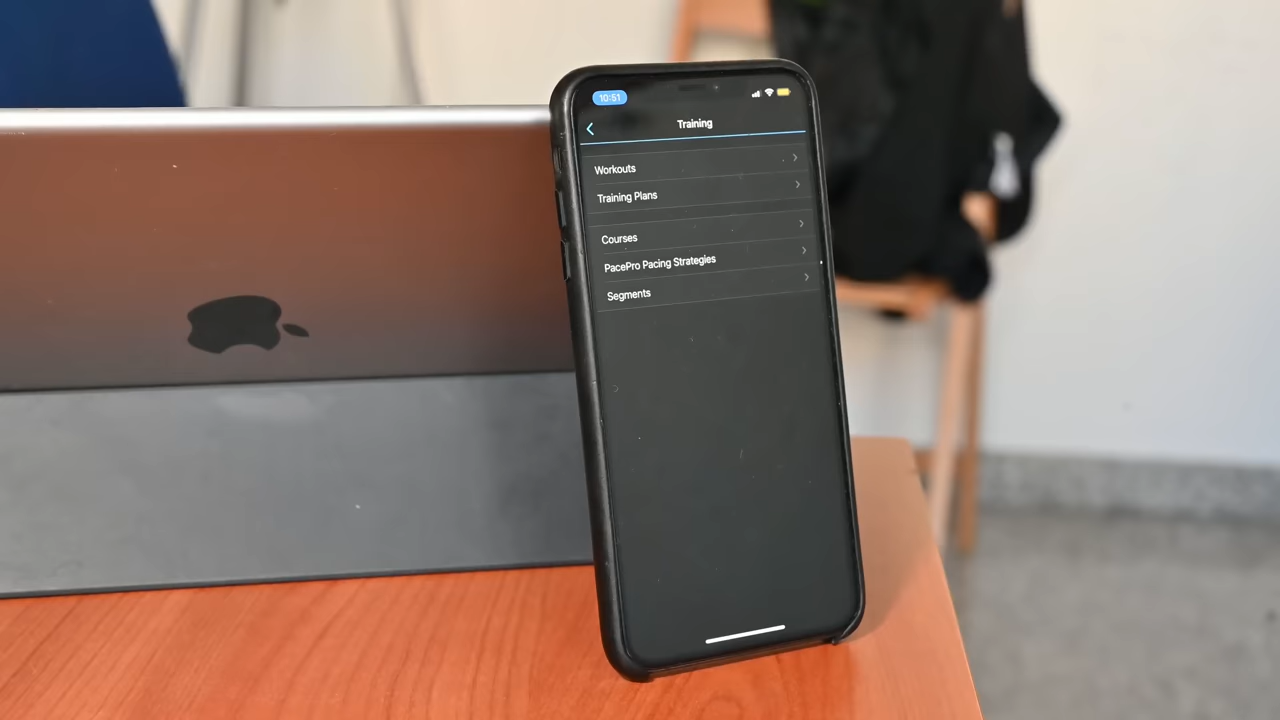 10:51
Training
Workouts
Training Plans
Courses
PacePro Pacing Strategies
Segments